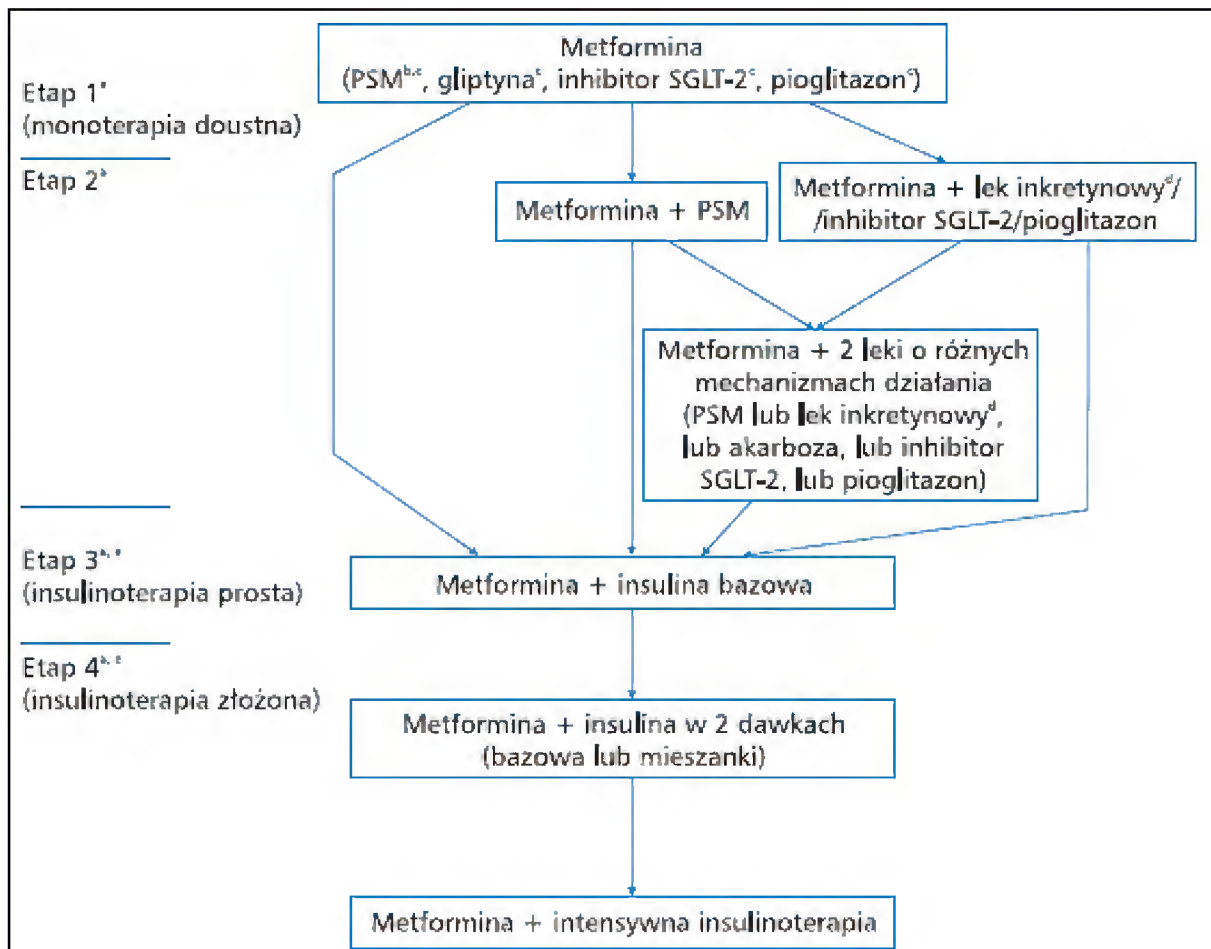 Metformina
(PSMᵇ·ᶜ, gliptynaᶜ, inhibitor SGLT-2ᶜ, pioglitazonᶜ)
Etap 1ᵃ
(monoterapia doustna)
Etap 2ᵃ
Metformina + PSM
Metformina + lek inkretynowyᵈ/
/inhibitor SGLT-2/pioglitazon
Metformina + 2 leki o różnych
mechanizmach działania
(PSM lub lek inkretynowyᵈ,
lub akarboza, lub inhibitor
SGLT-2, lub pioglitazon)
Etap 3
(insulinoterapia prosta)
Metformina + insulina bazowa
Etap 4
(insulinoterapia złożona)
Metformina + insulina w 2 dawkach
(bazowa lub mieszanki)
Metformina + intensywna insulinoterapia